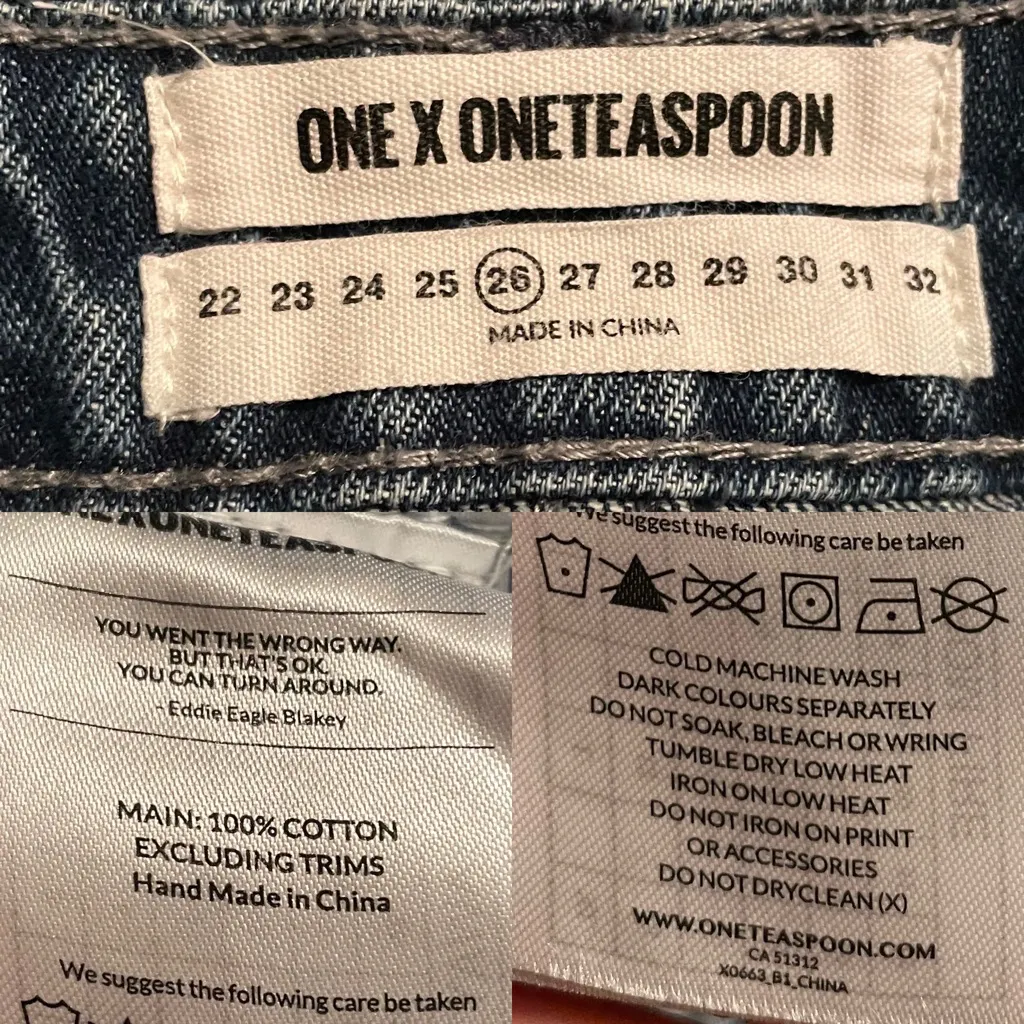 ONE X ONETEASPOON
22 23 24 25 26 27 28 29 30 31 32
MADE IN CHINA
YOU WENT THE WRONG WAY.
BUT THAT'S OK.
YOU CAN TURN AROUND.
- Eddie Eagle Blakey
MAIN: 100% COTTON
EXCLUDING TRIMS
Hand Made in China
We suggest the following care be taken
We suggest the following care be taken
COLD MACHINE WASH
DARK COLOURS SEPARATELY
DO NOT SOAK, BLEACH OR WRING
TUMBLE DRY LOW HEAT
IRON ON LOW HEAT
DO NOT IRON ON PRINT
OR ACCESSORIES
DO NOT DRYCLEAN (X)
WWW.ONETEASPOON.COM
CA 51312
X0663_B1_CHINA